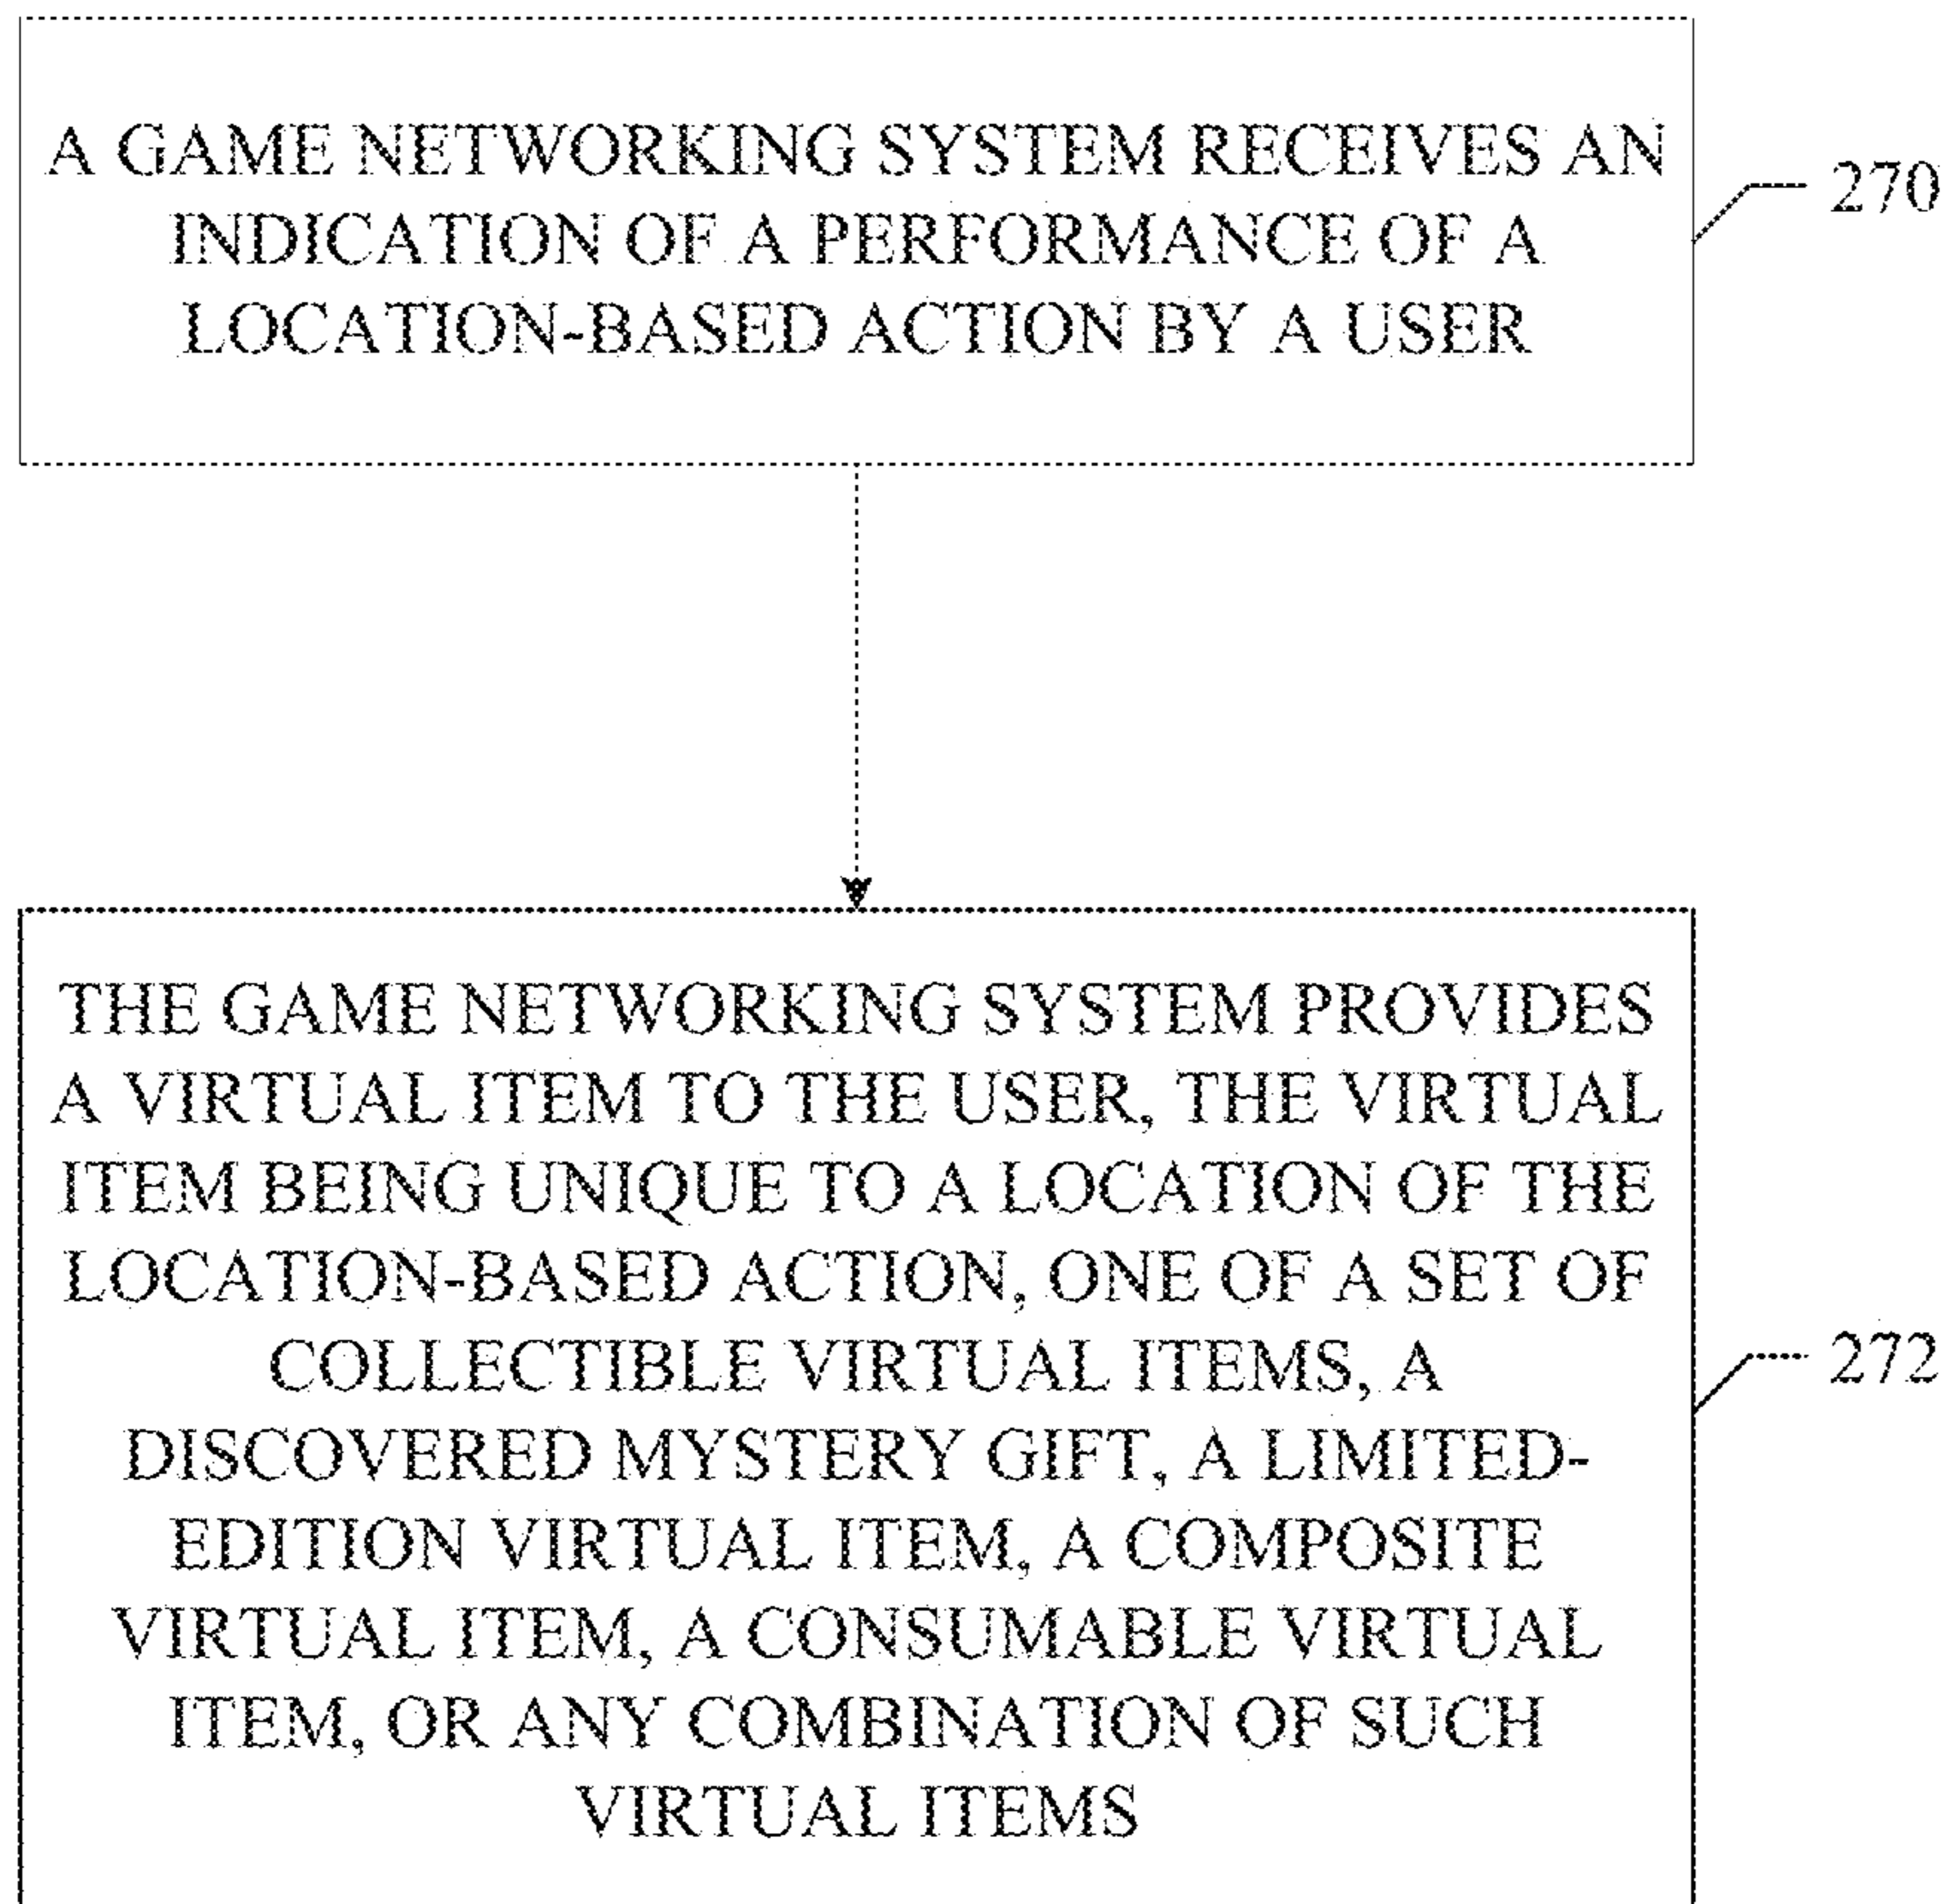 A GAME NETWORKING SYSTEM RECEIVES AN
INDICATION OF A PERFORMANCE OF A
LOCATION-BASED ACTION BY A USER
270
THE GAME NETWORKING SYSTEM PROVIDES
A VIRTUAL ITEM TO THE USER, THE VIRTUAL
ITEM BEING UNIQUE TO A LOCATION OF THE
LOCATION-BASED ACTION, ONE OF A SET OF
COLLECTIBLE VIRTUAL ITEMS, A
DISCOVERED MYSTERY GIFT, A LIMITED-
EDITION VIRTUAL ITEM, A COMPOSITE
VIRTUAL ITEM, A CONSUMABLE VIRTUAL
ITEM, OR ANY COMBINATION OF SUCH
VIRTUAL ITEMS
272